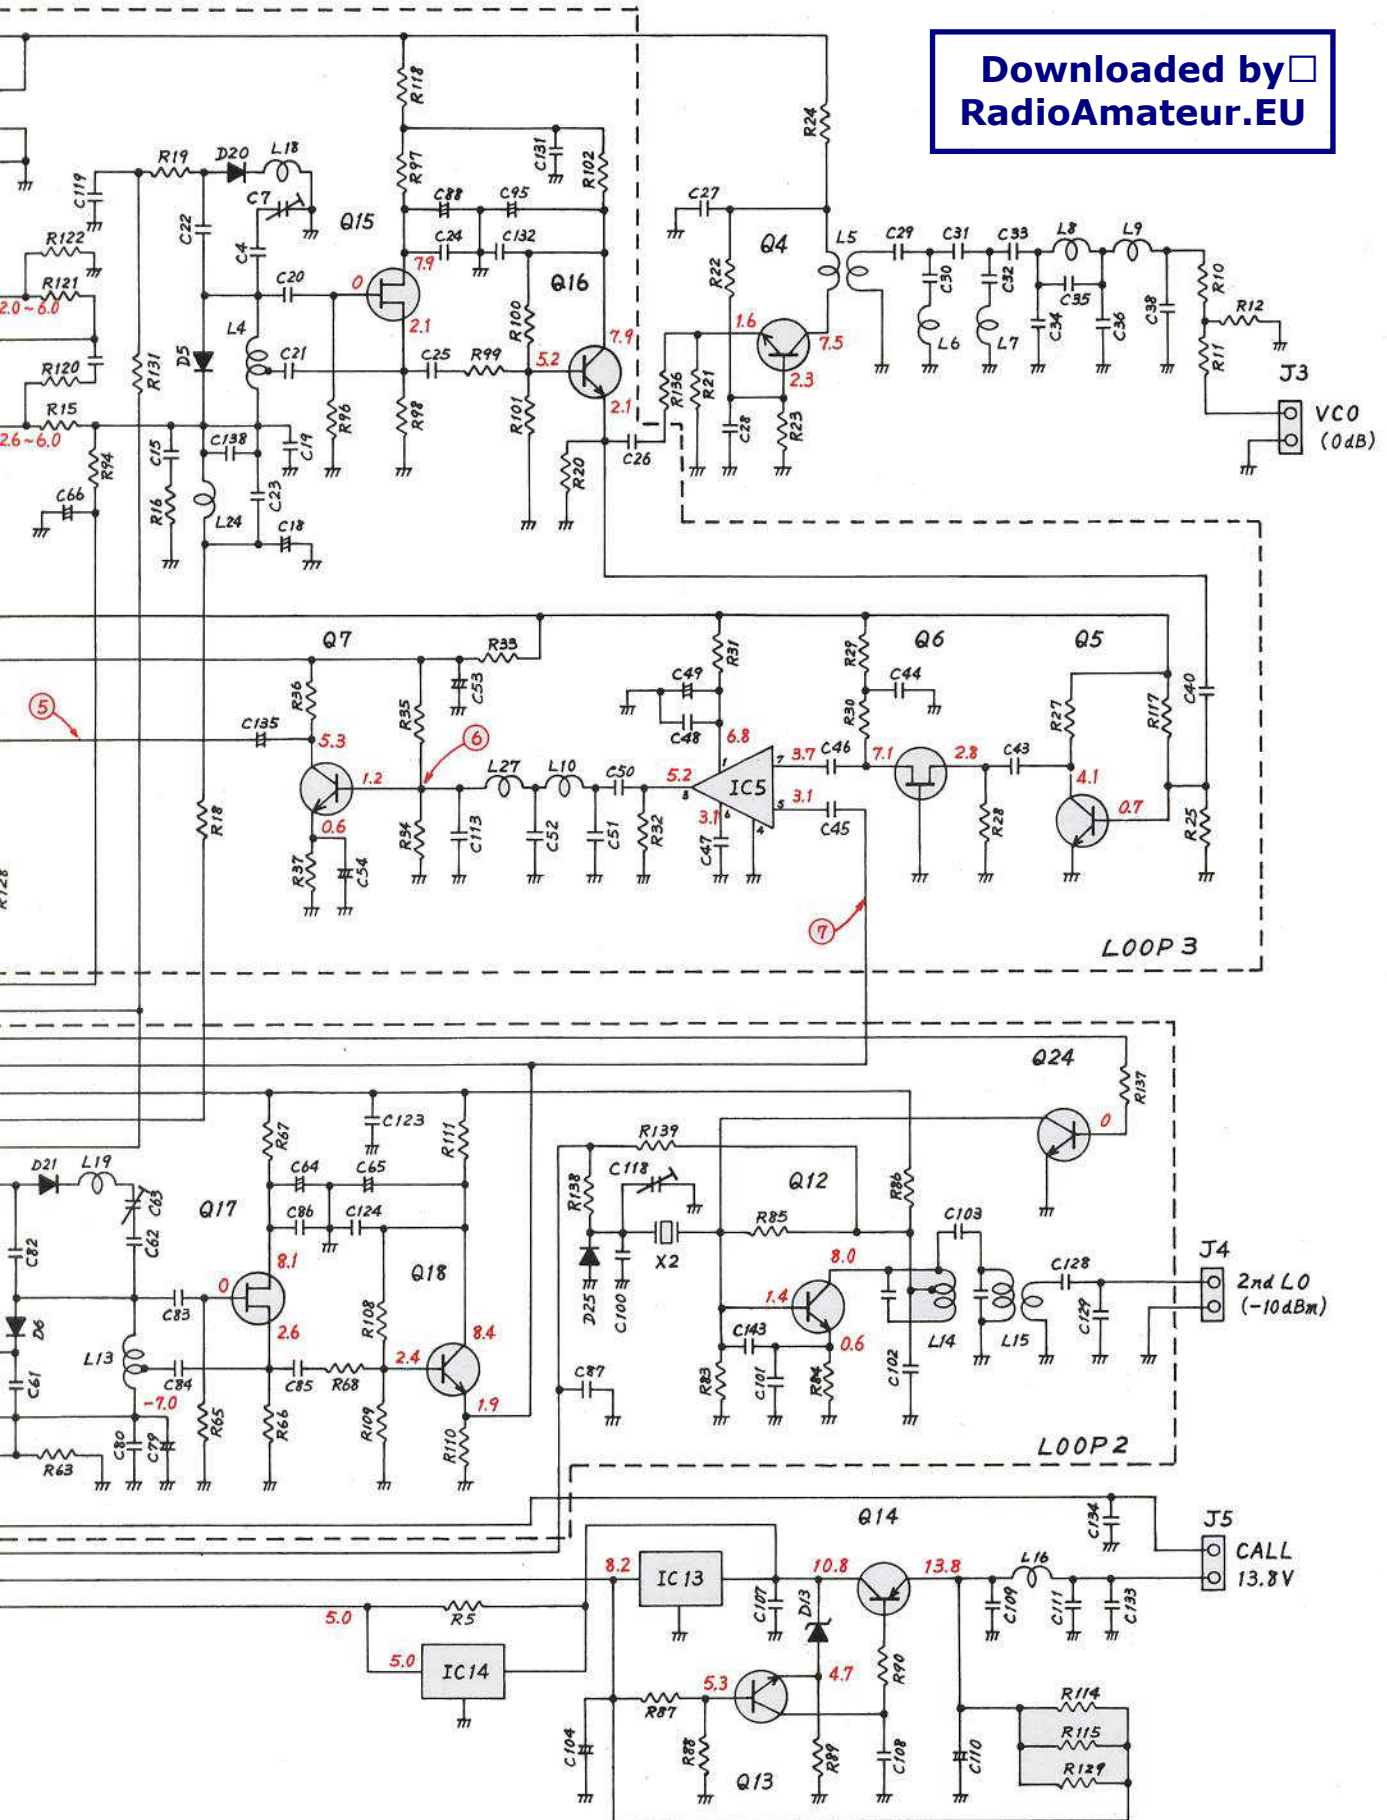 Downloaded by□
RadioAmateur.EU
R118
R24
R19
D20
L18
C119
C7
R97
C131
R102
C88
C95
C27
Q15
C22
C4
R122
C24
C132
Q4
L5
C29
C31
C33
L8
L9
R121
2.0~6.0
C20
0
7.9
Q16
R22
C30
C32
C35
R10
R12
L4
2.1
R100
7.9
1.6
7.5
L6
L7
C34
C36
C38
R11
D5
C21
C25
R99
5.2
R120
R131
2.3
J3
R15
2.6~6.0
R96
R98
R101
2.1
R136
R21
C28
R23
VCO
(0dB)
C15
C138
C19
R94
C26
R20
C66
R16
L24
C23
C18
Q7
R33
R31
R29
Q6
Q5
R36
R35
C53
C49
C44
R30
R27
R117
C40
5
C135
5.3
6
C48
6.8
1.2
L27
L10
C50
5.2
8
1
IC5
7
3.7
C46
7.1
2.8
C43
4.1
0.7
R18
0.6
R34
C113
C52
C51
R32
3.1
6
C47
4
5
3.1
C45
R28
R25
R37
C54
R128
7
LOOP3
Q24
R137
0
R67
C123
R111
R139
D21
L19
C64
C65
R138
C118
Q12
R86
C63
Q17
C86
C124
R85
C103
C82
C62
X2
J4
8.1
Q18
D25
C100
8.0
C128
2nd LO
(-10dBm)
0
C83
R108
1.4
C129
D6
2.6
8.4
C143
0.6
L14
L15
L13
C84
C85
R68
2.4
C87
R83
C101
R84
C102
C61
-7.0
R65
R66
R109
1.9
R110
C80
C79
R63
LOOP2
Q14
C134
J5
CALL
13.8V
8.2
IC13
10.8
13.8
L16
5.0
R5
C107
D13
C109
C111
C133
5.0
IC14
5.3
4.7
R90
R87
R114
C104
R88
R89
C108
C110
R115
Q13
R129